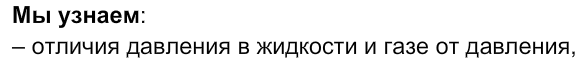 Мы узнаем:
– отличия давления в жидкости и газе от давления,